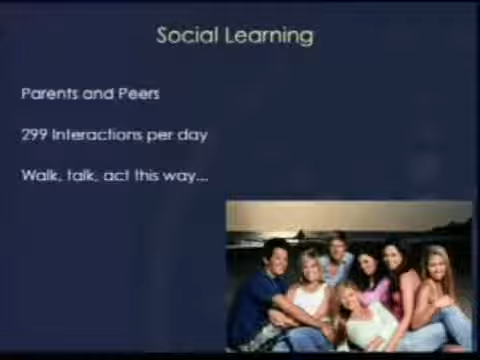 Social Learning
Parents and Peers
299 Interactions per day
Walk, talk, act this way...